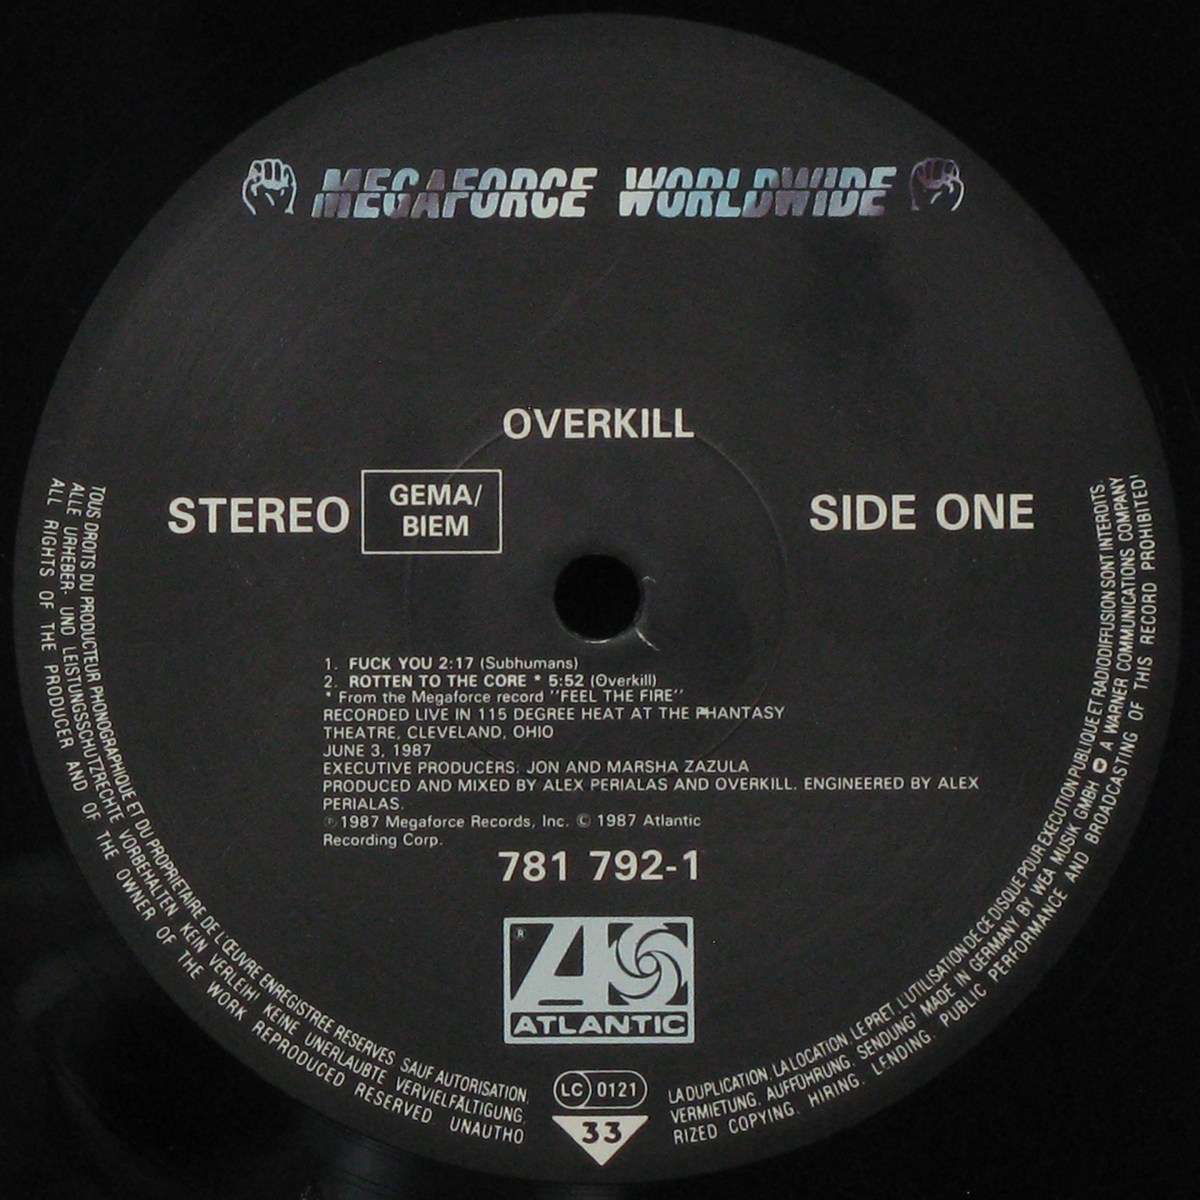 MEGAFORCE WORLDWIDE
OVERKILL
STEREO
GEMA/
BIEM
SIDE ONE
1. FUCK YOU 2:17 (Subhumans)
2. ROTTEN TO THE CORE * 5:52 (Overkill)
* From the Megaforce record "FEEL THE FIRE"
RECORDED LIVE IN 115 DEGREE HEAT AT THE PHANTASY
THEATRE, CLEVELAND, OHIO
JUNE 3, 1987
EXECUTIVE PRODUCERS: JON AND MARSHA ZAZULA
PRODUCED AND MIXED BY ALEX PERIALAS AND OVERKILL. ENGINEERED BY ALEX
PERIALAS.
℗ 1987 Megaforce Records, Inc. © 1987 Atlantic
Recording Corp.
781 792-1
®
ATLANTIC
LC 0121
33
TOUS DROITS DU PRODUCTEUR PHONOGRAPHIQUE ET DU PROPRIETAIRE DE L'ŒUVRE ENREGISTREE RESERVES. SAUF AUTORISATION, LA DUPLICATION, LA LOCATION, LE PRET, L'UTILISATION DE CE DISQUE POUR EXECUTION PUBLIQUE ET RADIODIFFUSION SONT INTERDITS.
ALLE URHEBER- UND LEISTUNGSSCHUTZRECHTE VORBEHALTEN. KEIN VERLEIH! KEINE UNERLAUBTE VERVIELFÄLTIGUNG, VERMIETUNG, AUFFÜHRUNG, SENDUNG! MADE IN GERMANY BY WEA MUSIK GMBH A WARNER COMMUNICATIONS COMPANY
ALL RIGHTS OF THE PRODUCER AND OF THE OWNER OF THE WORK REPRODUCED RESERVED UNAUTHORIZED COPYING, HIRING, LENDING, PUBLIC PERFORMANCE AND BROADCASTING OF THIS RECORD PROHIBITED!